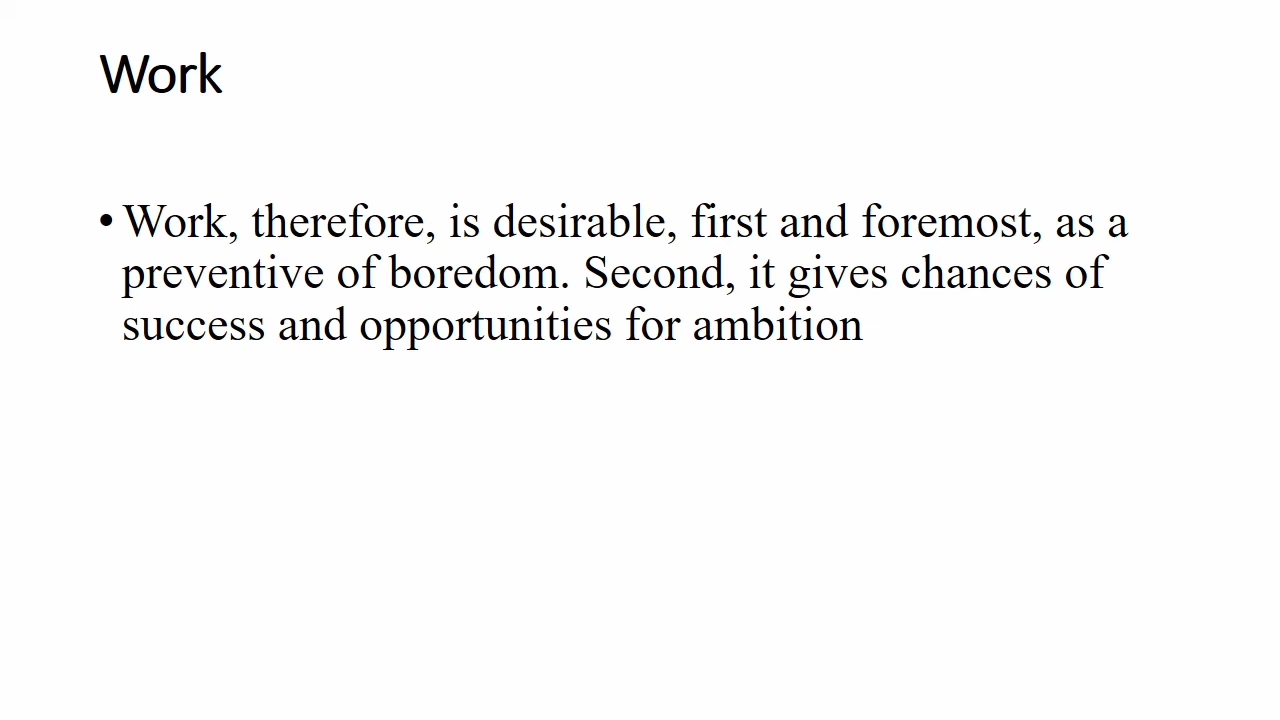 Work
• Work, therefore, is desirable, first and foremost, as a
preventive of boredom. Second, it gives chances of
success and opportunities for ambition